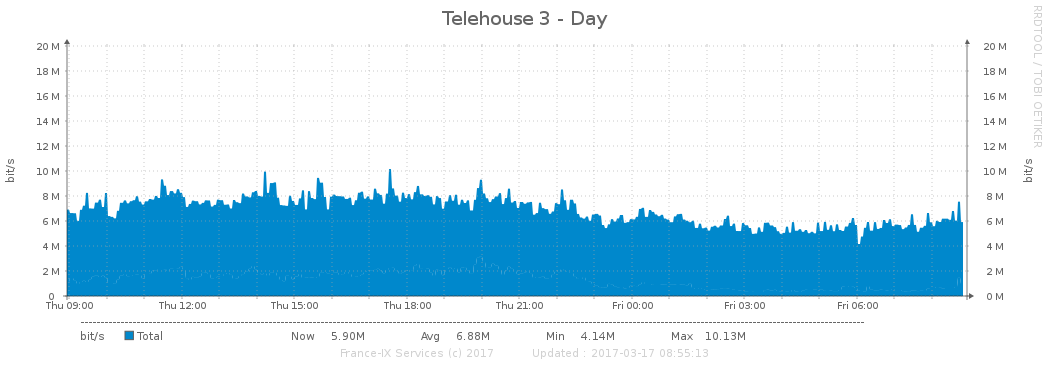 Telehouse 3 - Day
RRDTOOL / TOBI OETIKER
bit/s
20 M 20 M
18 M 18 M
16 M 16 M
14 M 14 M
12 M 12 M
10 M 10 M
8 M 8 M
6 M 6 M
4 M 4 M
2 M 2 M
0 0 M
bit/s
Thu 09:00 Thu 12:00 Thu 15:00 Thu 18:00 Thu 21:00 Fri 00:00 Fri 03:00 Fri 06:00
bit/s Total Now 5.90M Avg 6.88M Min 4.14M Max 10.13M
France-IX Services (c) 2017 Updated : 2017-03-17 08:55:13